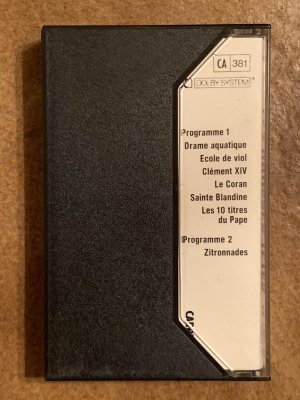 CA 381
DOLBY SYSTEM
Programme 1
Drame aquatique
Ecole de viol
Clément XIV
Le Coran
Sainte Blandine
Les 10 titres
du Pape
Programme 2
Zitronnades